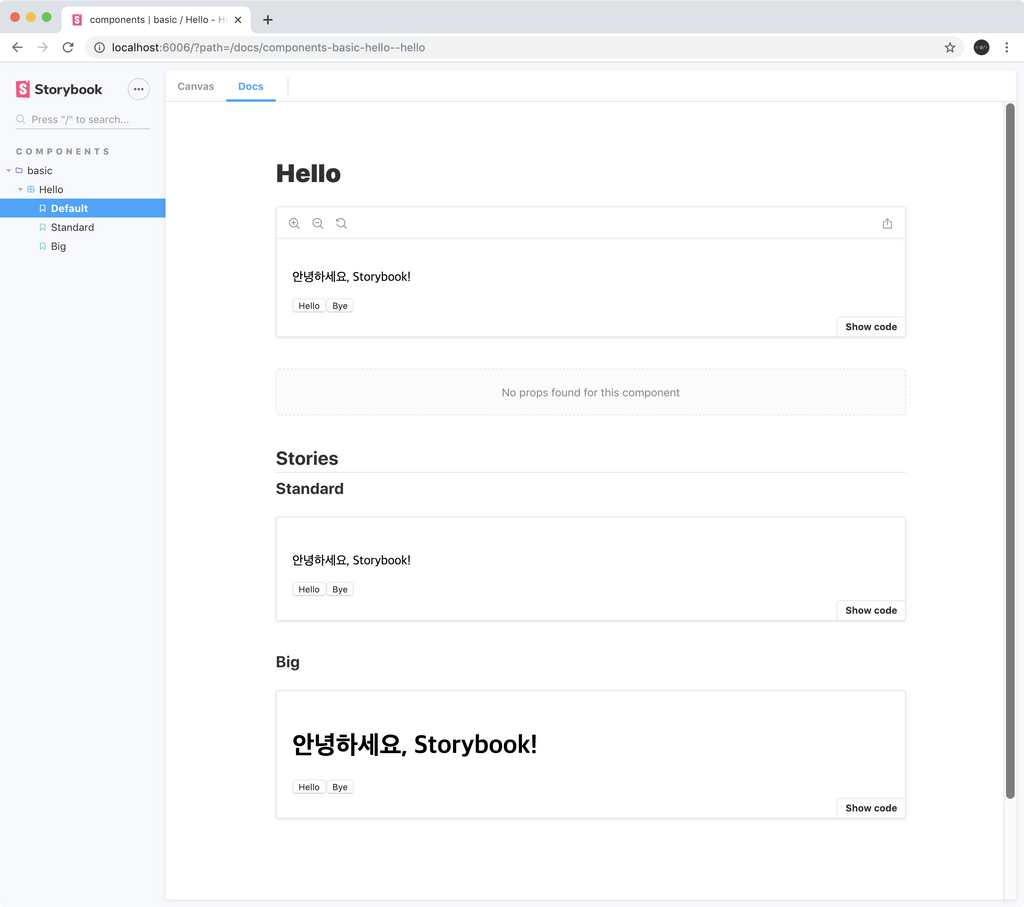 components | basic / Hello - H
localhost:6006/?path=/docs/components-basic-hello--hello
Storybook
Canvas
Docs
Press "/" to search...
COMPONENTS
basic
Hello
Default
Standard
Big
Hello
안녕하세요, Storybook!
Hello
Bye
Show code
No props found for this component
Stories
Standard
안녕하세요, Storybook!
Hello
Bye
Show code
Big
안녕하세요, Storybook!
Hello
Bye
Show code